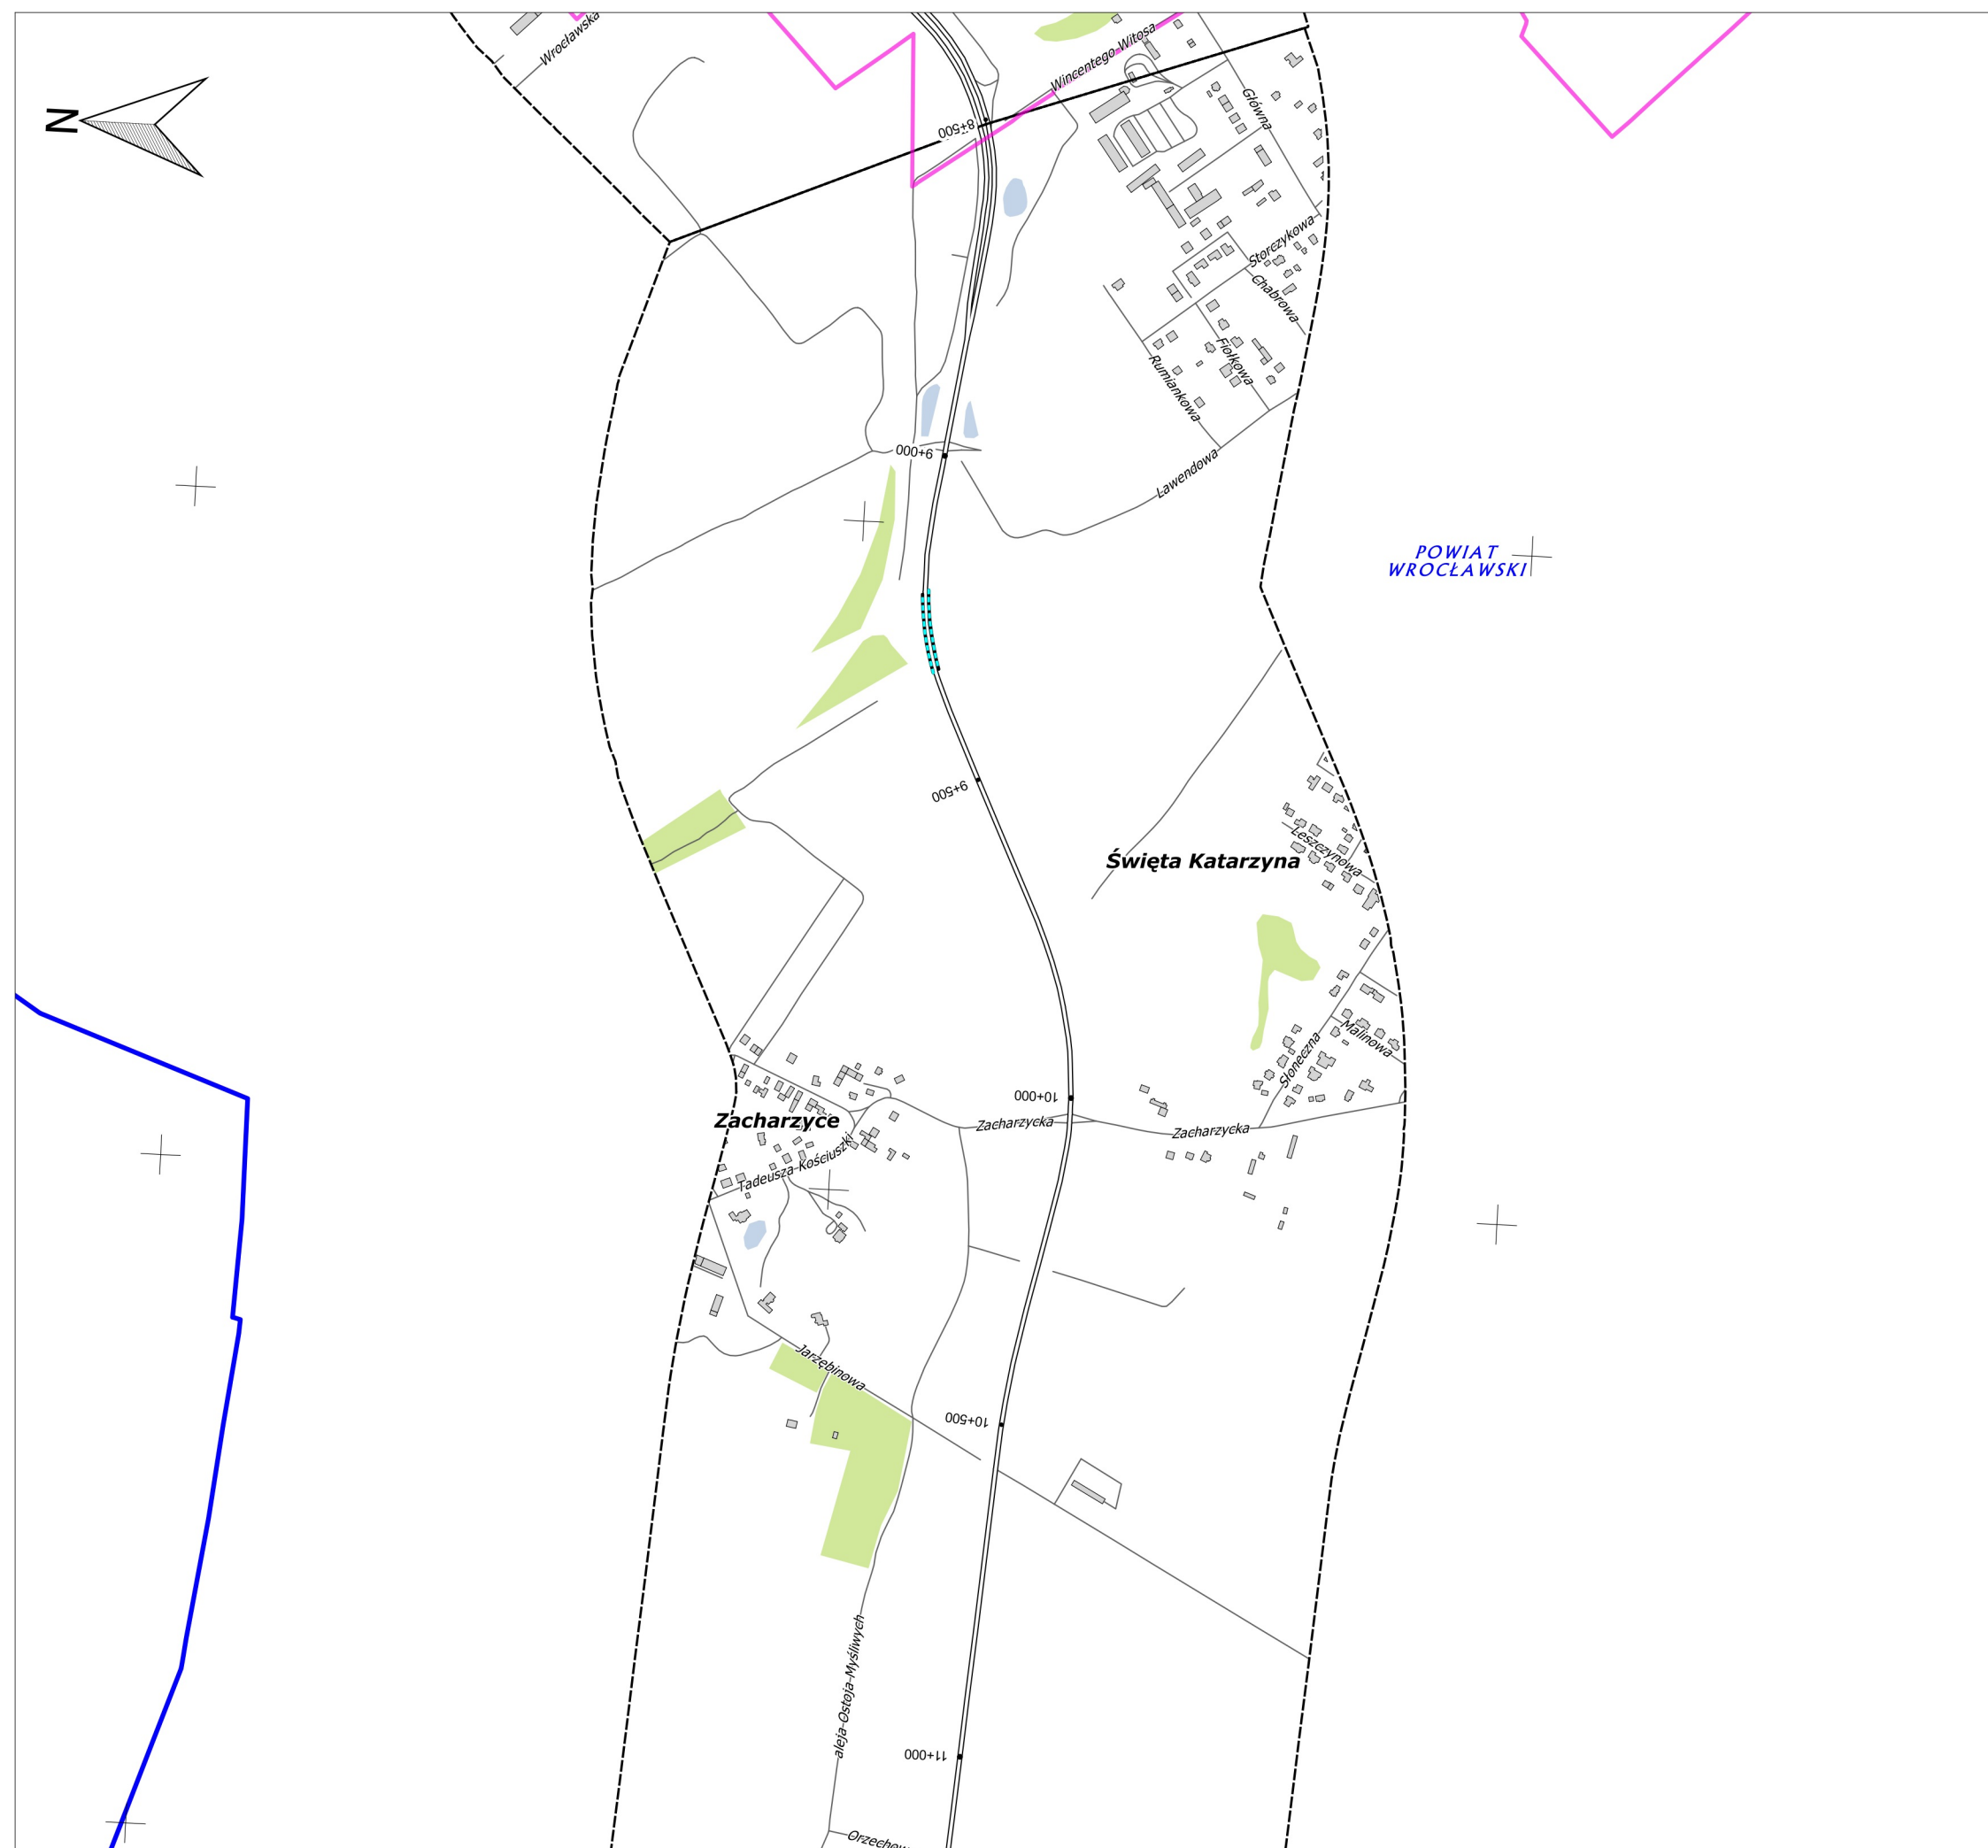 Wrocławska
Wincentego Witosa
N
8+500
Główna
Storczykowa
Chabrowa
Fiołkowa
Rumiankowa
9+000
Lawendowa
POWIAT
WROCŁAWSKI
9+500
Leszczynowa
Święta Katarzyna
Malinowa
Słoneczna
10+000
Zacharzyce
Zacharzycka
Zacharzycka
Tadeusza Kościuszki
Jarzębinowa
10+500
aleja Ostoja-Myśliwych
11+000